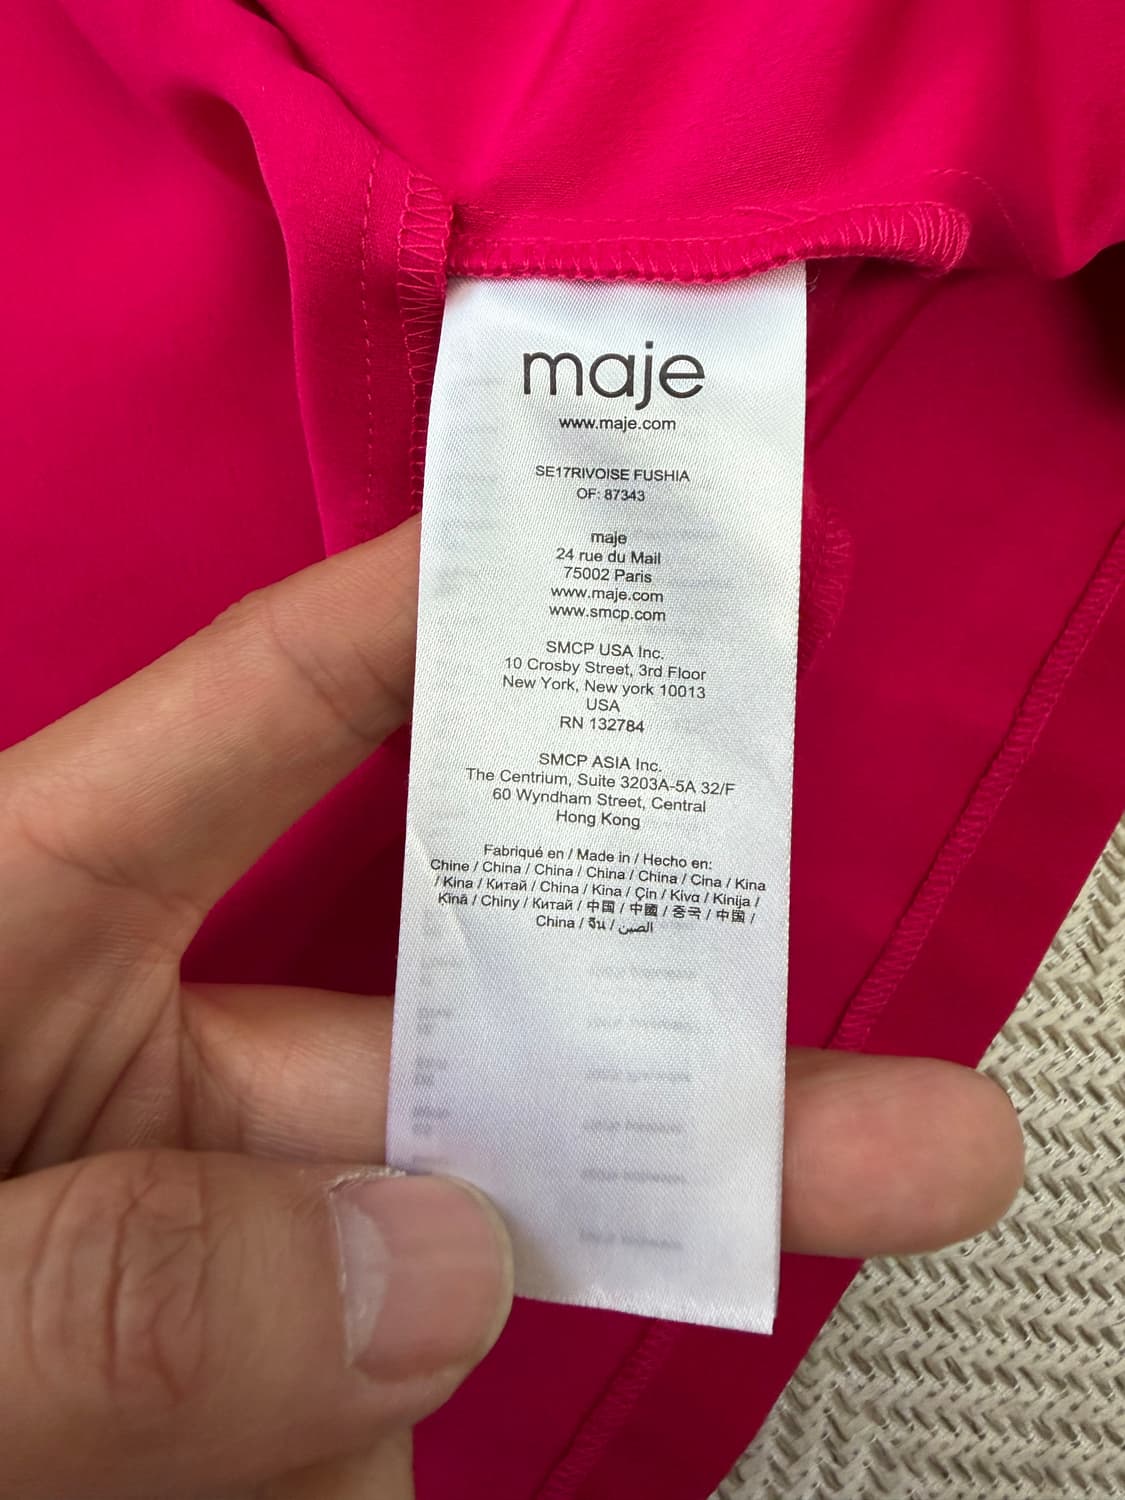 maje
www.maje.com
SE17RIVOISE FUSHIA
OF: 87343
maje
24 rue du Mail
75002 Paris
www.maje.com
www.smcp.com
SMCP USA Inc.
10 Crosby Street, 3rd Floor
New York, New york 10013
USA
RN 132784
SMCP ASIA Inc.
The Centrium, Suite 3203A-5A 32/F
60 Wyndham Street, Central
Hong Kong
Fabriqué en / Made in / Hecho en:
Chine / China / China / China / China / Cina / Kina
/ Kina / Китай / China / Kina / Çin / Κίνα / Kinija /
Ķīnā / Chiny / Китай / 中国 / 中國 / 중국 / 中国 /
China / จีน / الصين